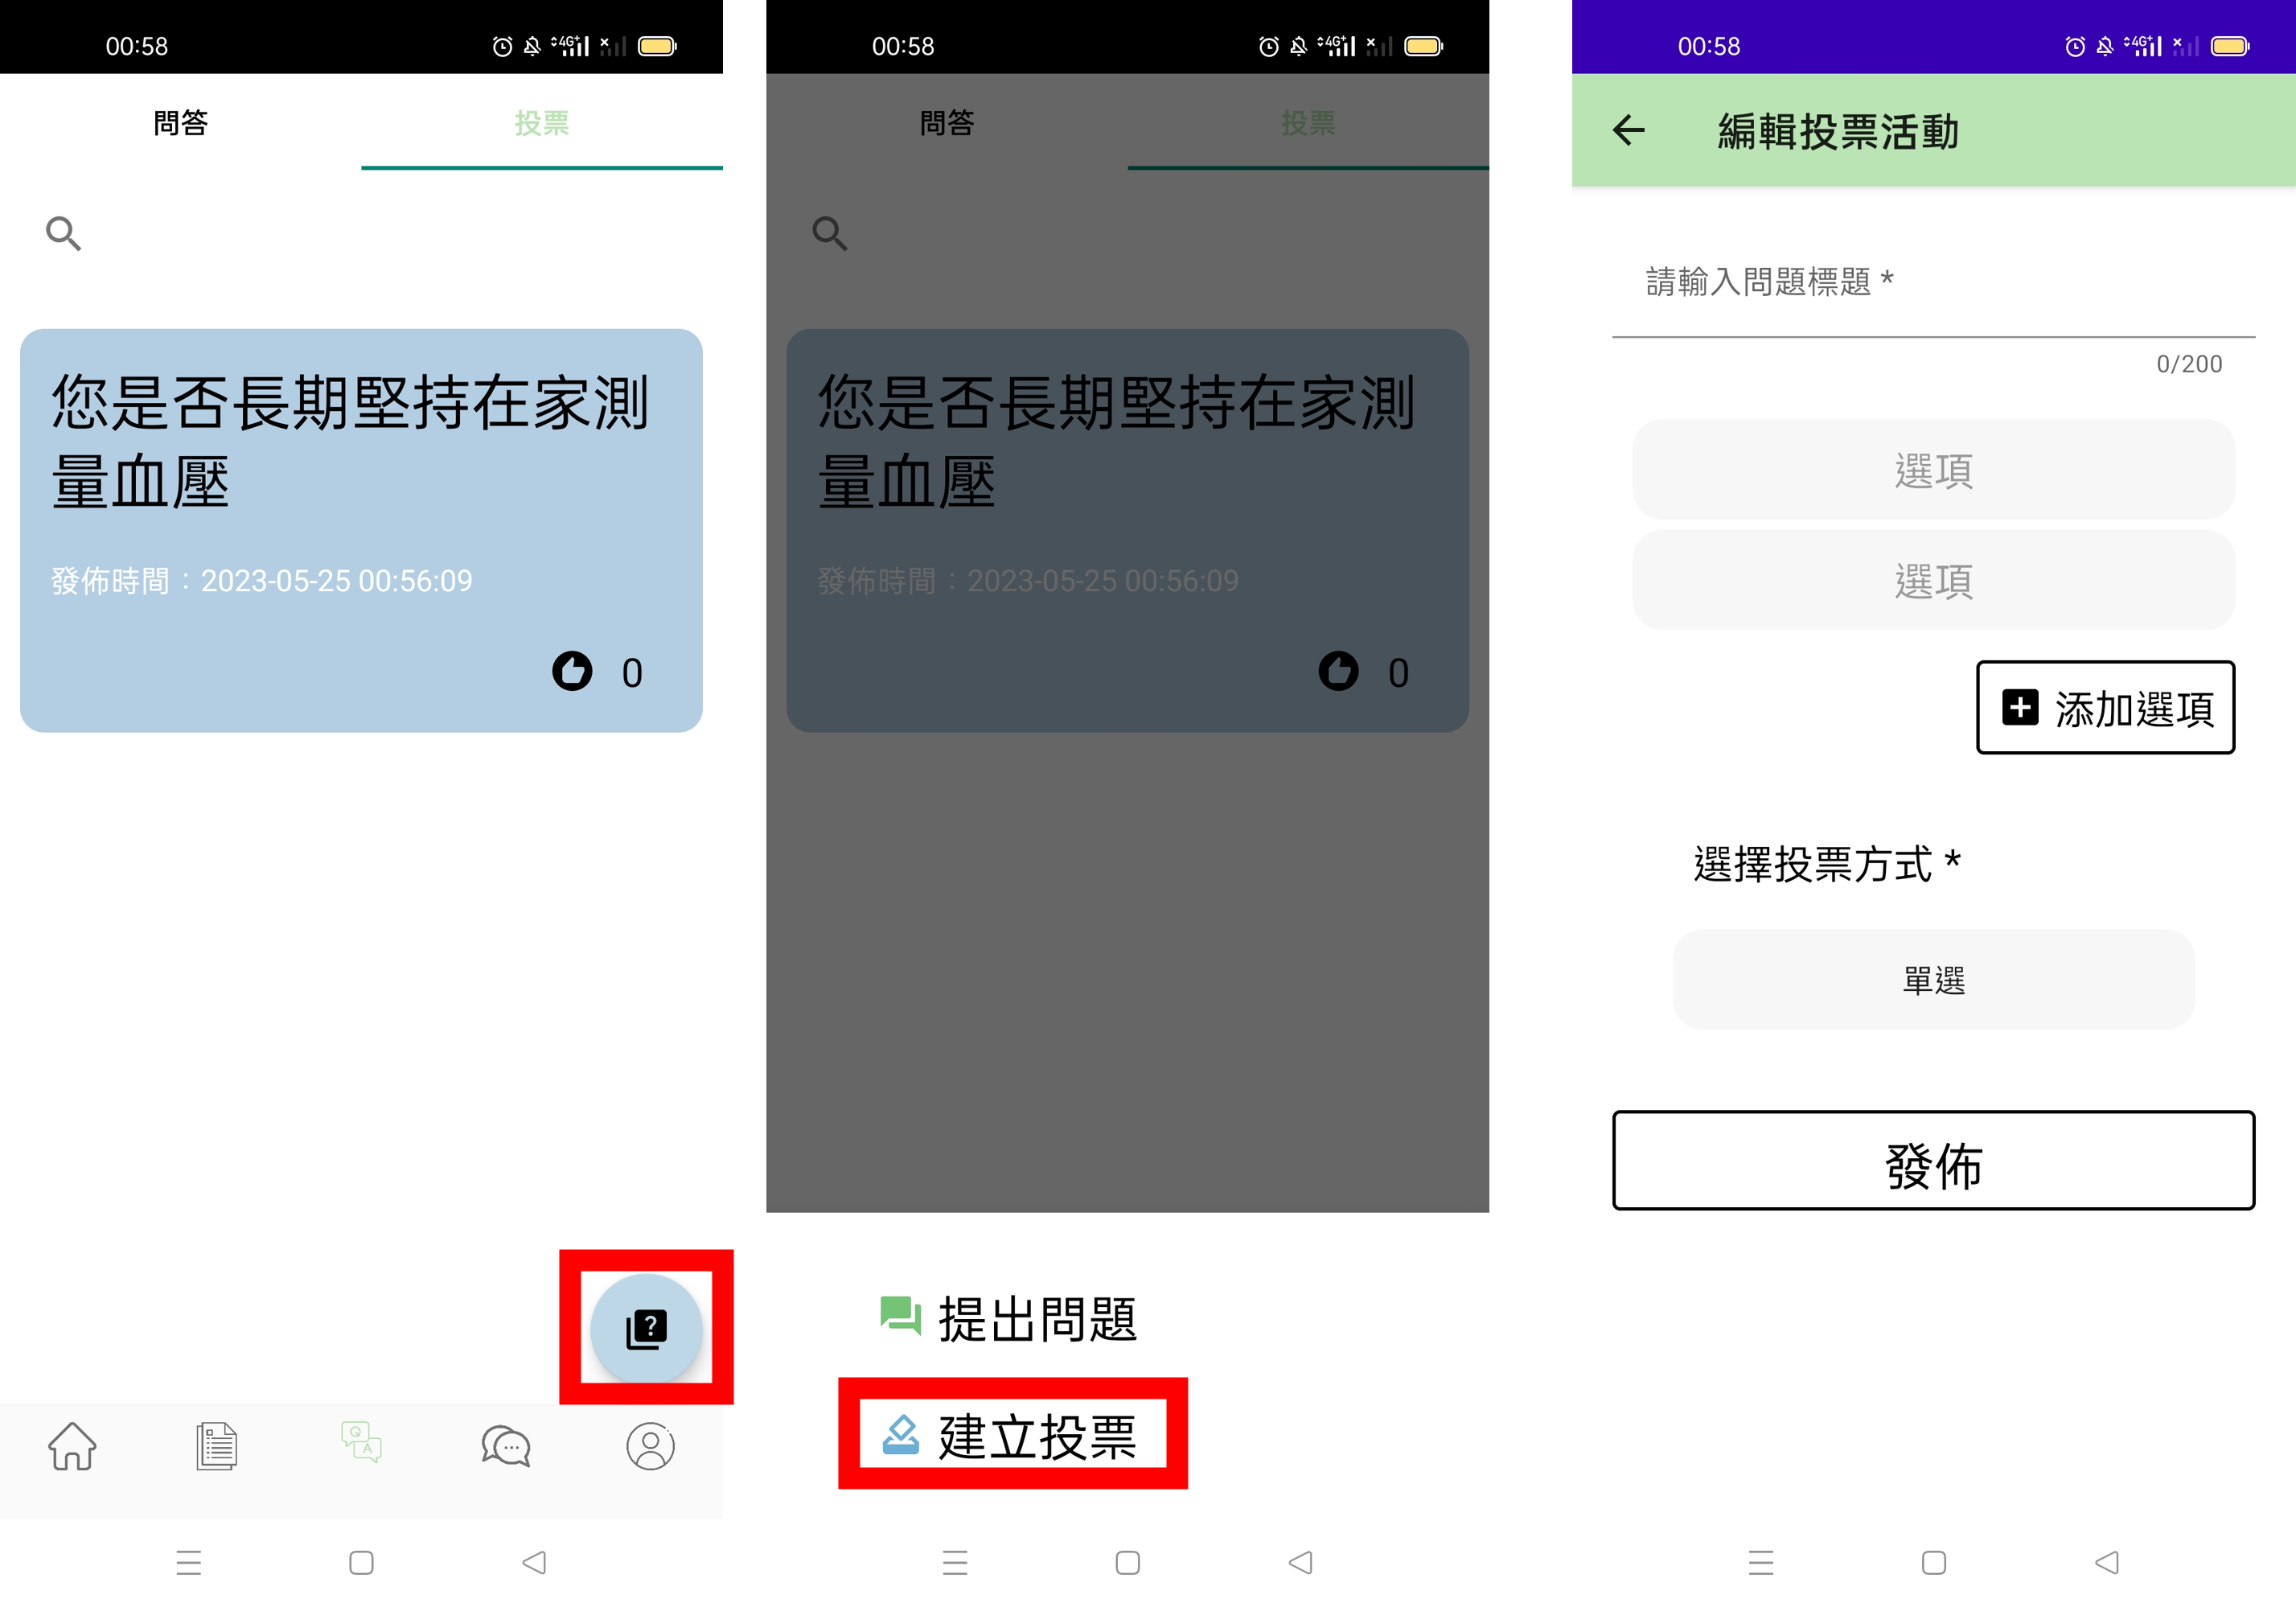 00:58
4G+
問答
投票
您是否長期堅持在家測
量血壓
發佈時間：2023-05-25 00:56:09
0
?
Q
A
00:58
4G+
問答
投票
您是否長期堅持在家測
量血壓
發佈時間：2023-05-25 00:56:09
0
提出問題
建立投票
00:58
4G+
編輯投票活動
請輸入問題標題 *
0/200
選項
選項
添加選項
選擇投票方式 *
單選
發佈